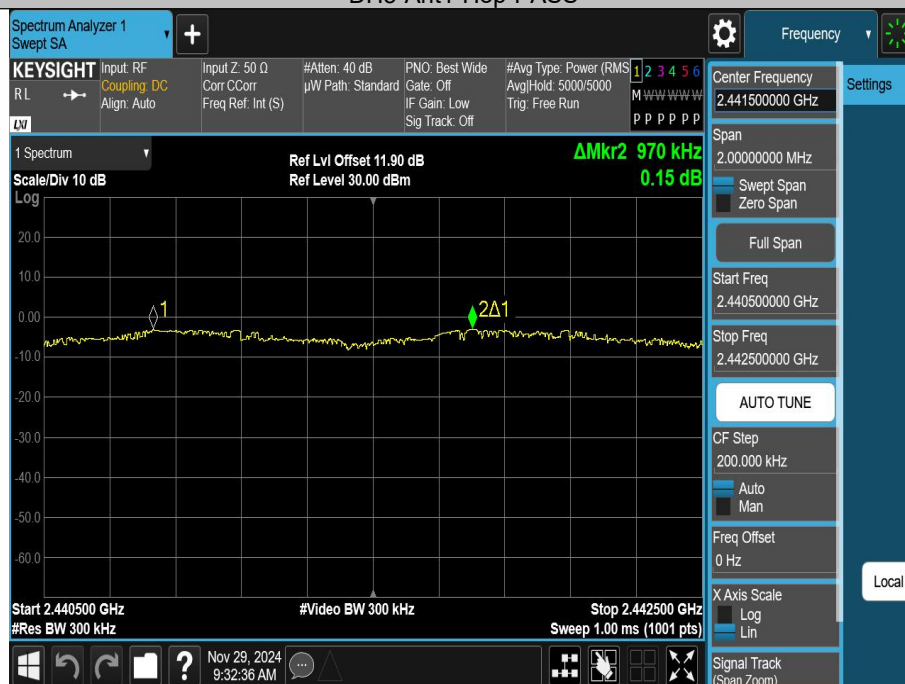 Spectrum Analyzer 1
Swept SA
Frequency
KEYSIGHT
Input: RF
Input Z: 50 Ω
#Atten: 40 dB
PNO: Best Wide
#Avg Type: Power (RMS
1 2 3 4 5 6
R L
Coupling: DC
Corr CCorr
µW Path: Standard
Gate: Off
Avg|Hold: 5000/5000
M W W W W W
Align: Auto
Freq Ref: Int (S)
IF Gain: Low
Trig: Free Run
Sig Track: Off
P P P P P P
LXI
1 Spectrum
Ref Lvl Offset 11.90 dB
ΔMkr2 970 kHz
Scale/Div 10 dB
Ref Level 30.00 dBm
0.15 dB
Log
20.0
10.0
0.00
-10.0
-20.0
-30.0
-40.0
-50.0
-60.0
1
2Δ1
Start 2.440500 GHz
#Video BW 300 kHz
Stop 2.442500 GHz
#Res BW 300 kHz
Sweep 1.00 ms (1001 pts)
Nov 29, 2024
9:32:36 AM
Center Frequency
2.441500000 GHz
Settings
Span
2.00000000 MHz
Swept Span
Zero Span
Full Span
Start Freq
2.440500000 GHz
Stop Freq
2.442500000 GHz
AUTO TUNE
CF Step
200.000 kHz
Auto
Man
Freq Offset
0 Hz
X Axis Scale
Log
Lin
Local
Signal Track
(Span Zoom)